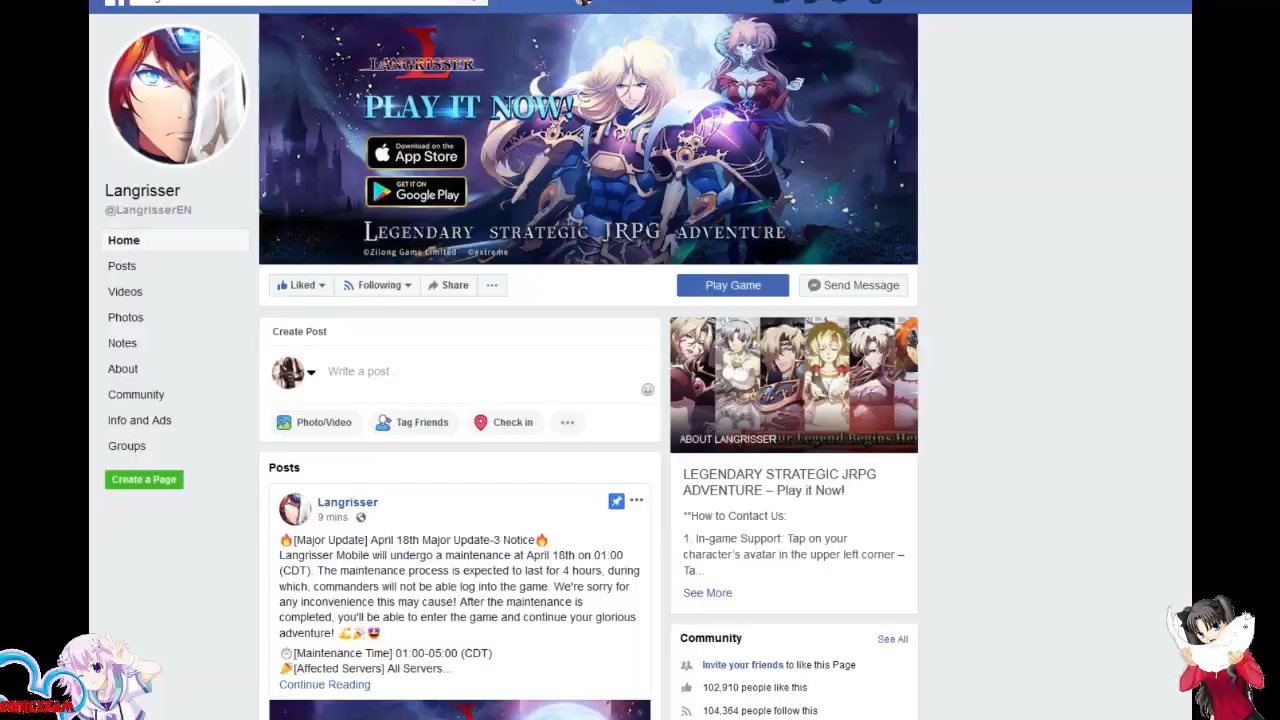 LANGRISSER
PLAY IT NOW!
Download on the
App Store
GET IT ON
Google Play
LEGENDARY STRATEGIC JRPG ADVENTURE
©Zilong Game Limited ©extreme
Langrisser
@LangrisserEN
Home
Posts
Videos
Photos
Notes
About
Community
Info and Ads
Groups
Create a Page
Liked
Following
Share
...
Play Game
Send Message
Create Post
Write a post..
Photo/Video
Tag Friends
Check in
...
Posts
Langrisser
9 mins
...
🔥[Major Update] April 18th Major Update-3 Notice🔥
Langrisser Mobile will undergo a maintenance at April 18th on 01:00
(CDT). The maintenance process is expected to last for 4 hours, during
which, commanders will not be able log into the game. We're sorry for
any inconvenience this may cause! After the maintenance is
completed, you'll be able to enter the game and continue your glorious
adventure! 💪🎉🤩
⏱[Maintenance Time] 01:00-05:00 (CDT)
🎉[Affected Servers] All Servers...
Continue Reading
ur Legend Begins Her
ABOUT LANGRISSER
LEGENDARY STRATEGIC JRPG
ADVENTURE – Play it Now!
**How to Contact Us:
1. In-game Support: Tap on your
character's avatar in the upper left corner –
Ta...
See More
Community
See All
Invite your friends to like this Page
102,910 people like this
104,364 people follow this